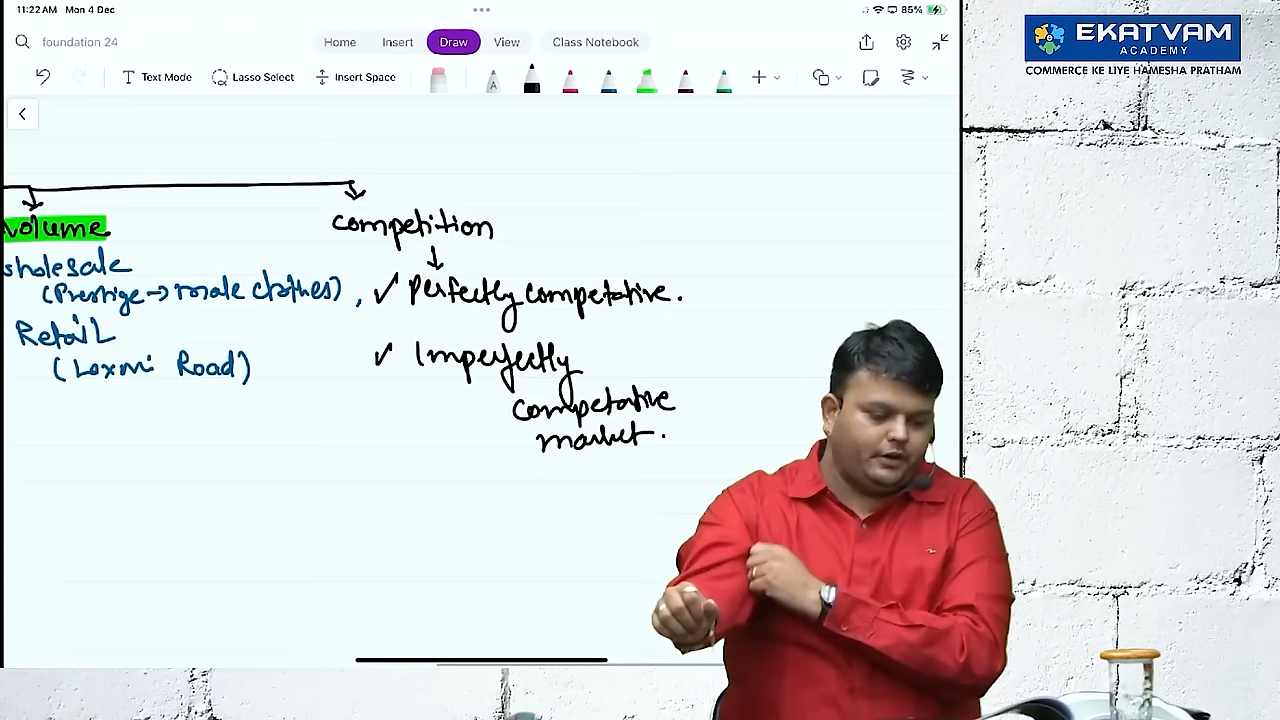 11:22 AM Mon 4 Dec
85%
foundation 24
Home Insert Draw View Class Notebook
Text Mode Lasso Select Insert Space
EKATVAM
ACADEMY
COMMERCE KE LIYE HAMESHA PRATHAM
volume
holesale
(Prestige → male clothes),
Retail
(Laxmi Road)
competition
✓ Perfectly competative.
✓ Imperfectly
competative
market.